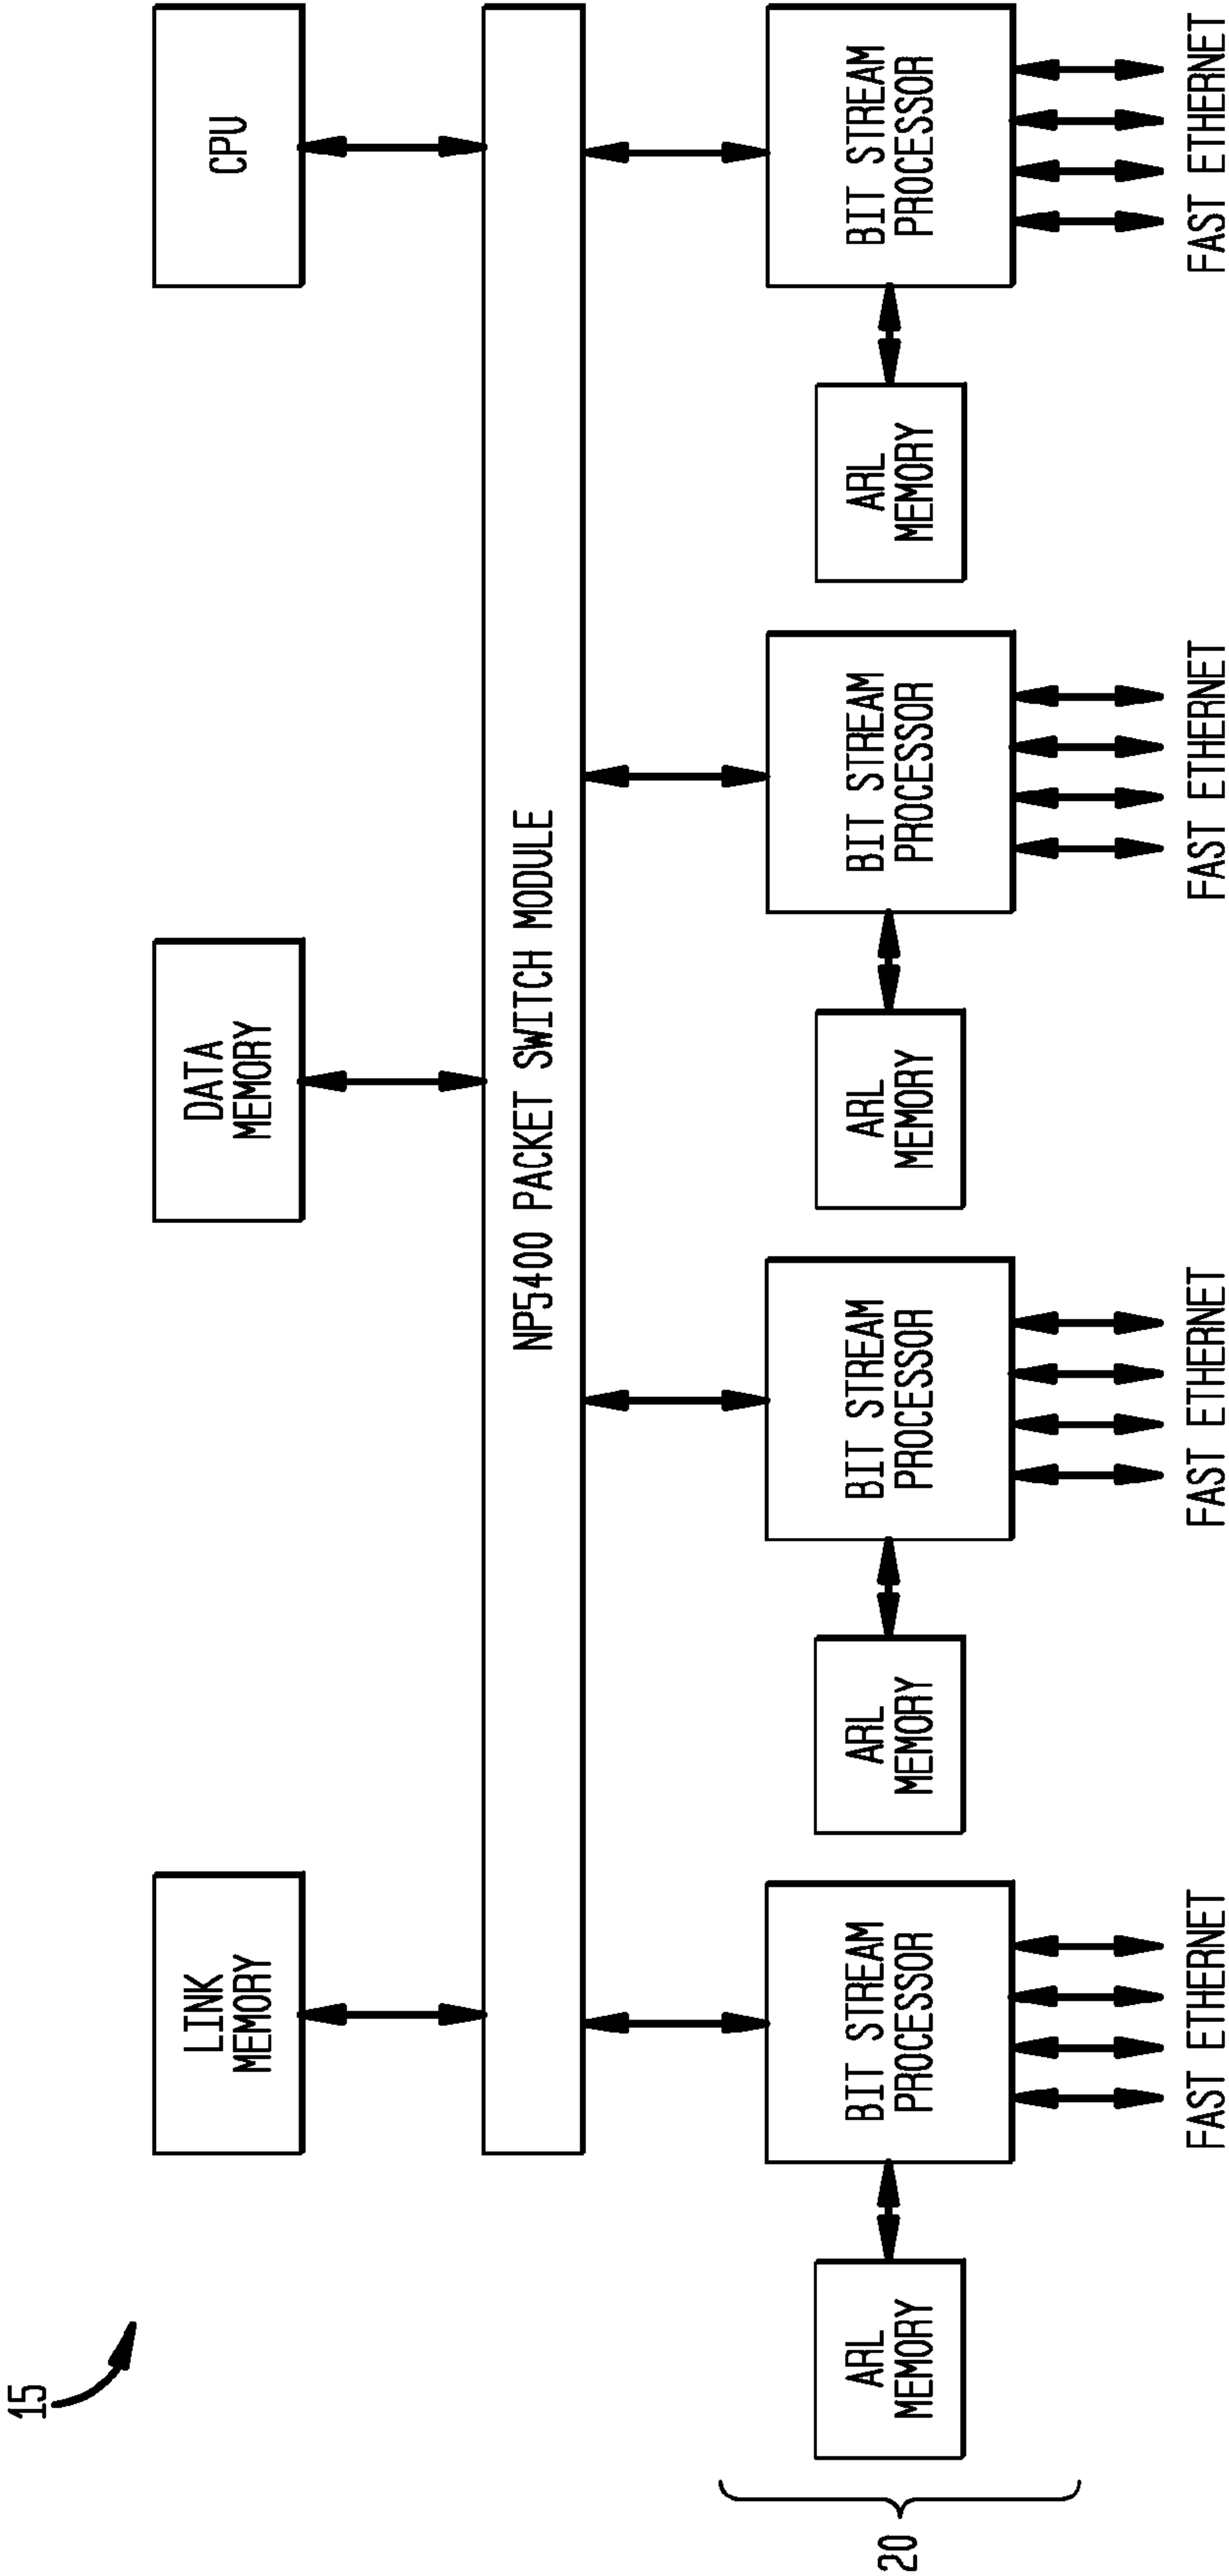 15
LINK
MEMORY
DATA
MEMORY
CPU
NP5400 PACKET SWITCH MODULE
20
ARL
MEMORY
BIT STREAM
PROCESSOR
ARL
MEMORY
BIT STREAM
PROCESSOR
ARL
MEMORY
BIT STREAM
PROCESSOR
ARL
MEMORY
BIT STREAM
PROCESSOR
FAST ETHERNET
FAST ETHERNET
FAST ETHERNET
FAST ETHERNET